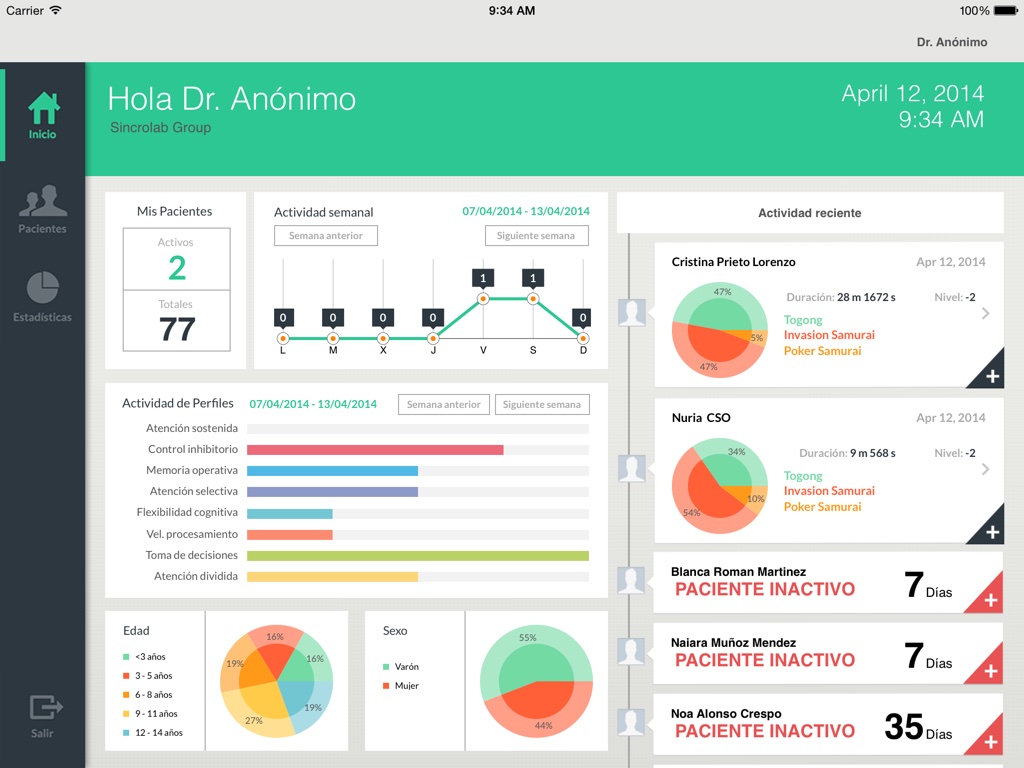 Carrier
9:34 AM
100%
Dr. Anónimo
Inicio
Pacientes
Estadísticas
Salir
Hola Dr. Anónimo
Sincrolab Group
April 12, 2014
9:34 AM
Mis Pacientes
Activos
2
Totales
77
Actividad semanal
07/04/2014 - 13/04/2014
Semana anterior
Siguiente semana
0 0 0 0 1 1 0
L M X J V S D
Actividad de Perfiles
07/04/2014 - 13/04/2014
Semana anterior
Siguiente semana
Atención sostenida
Control inhibitorio
Memoria operativa
Atención selectiva
Flexibilidad cognitiva
Vel. procesamiento
Toma de decisiones
Atención dividida
Edad
<3 años
3 - 5 años
6 - 8 años
9 - 11 años
12 - 14 años
16%
16%
19%
27%
19%
Sexo
Varón
Mujer
55%
44%
Actividad reciente
Cristina Prieto Lorenzo
Apr 12, 2014
47%
5%
47%
Duración: 28 m 1672 s
Nivel: -2
Togong
Invasion Samurai
Poker Samurai
+
Nuria CSO
Apr 12, 2014
34%
10%
54%
Duración: 9 m 568 s
Nivel: -2
Togong
Invasion Samurai
Poker Samurai
+
Blanca Roman Martinez
PACIENTE INACTIVO
7 Días
+
Naiara Muñoz Mendez
PACIENTE INACTIVO
7 Días
+
Noa Alonso Crespo
PACIENTE INACTIVO
35 Días
+